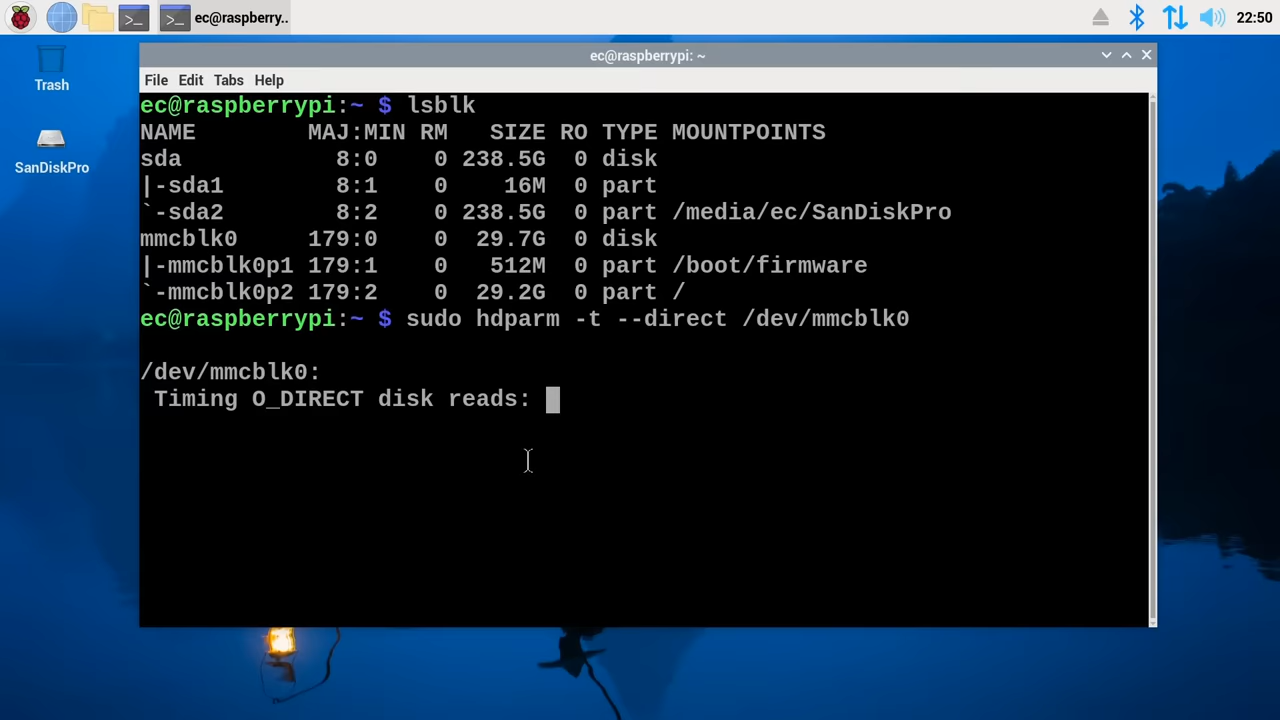 ec@raspberry..
22:50
Trash
SanDiskPro
ec@raspberrypi: ~
File Edit Tabs Help
ec@raspberrypi:~ $ lsblk
NAME        MAJ:MIN RM   SIZE RO TYPE MOUNTPOINTS
sda           8:0    0 238.5G  0 disk
|-sda1        8:1    0    16M  0 part
`-sda2        8:2    0 238.5G  0 part /media/ec/SanDiskPro
mmcblk0     179:0    0  29.7G  0 disk
|-mmcblk0p1 179:1    0   512M  0 part /boot/firmware
`-mmcblk0p2 179:2    0  29.2G  0 part /
ec@raspberrypi:~ $ sudo hdparm -t --direct /dev/mmcblk0
/dev/mmcblk0:
Timing O_DIRECT disk reads: